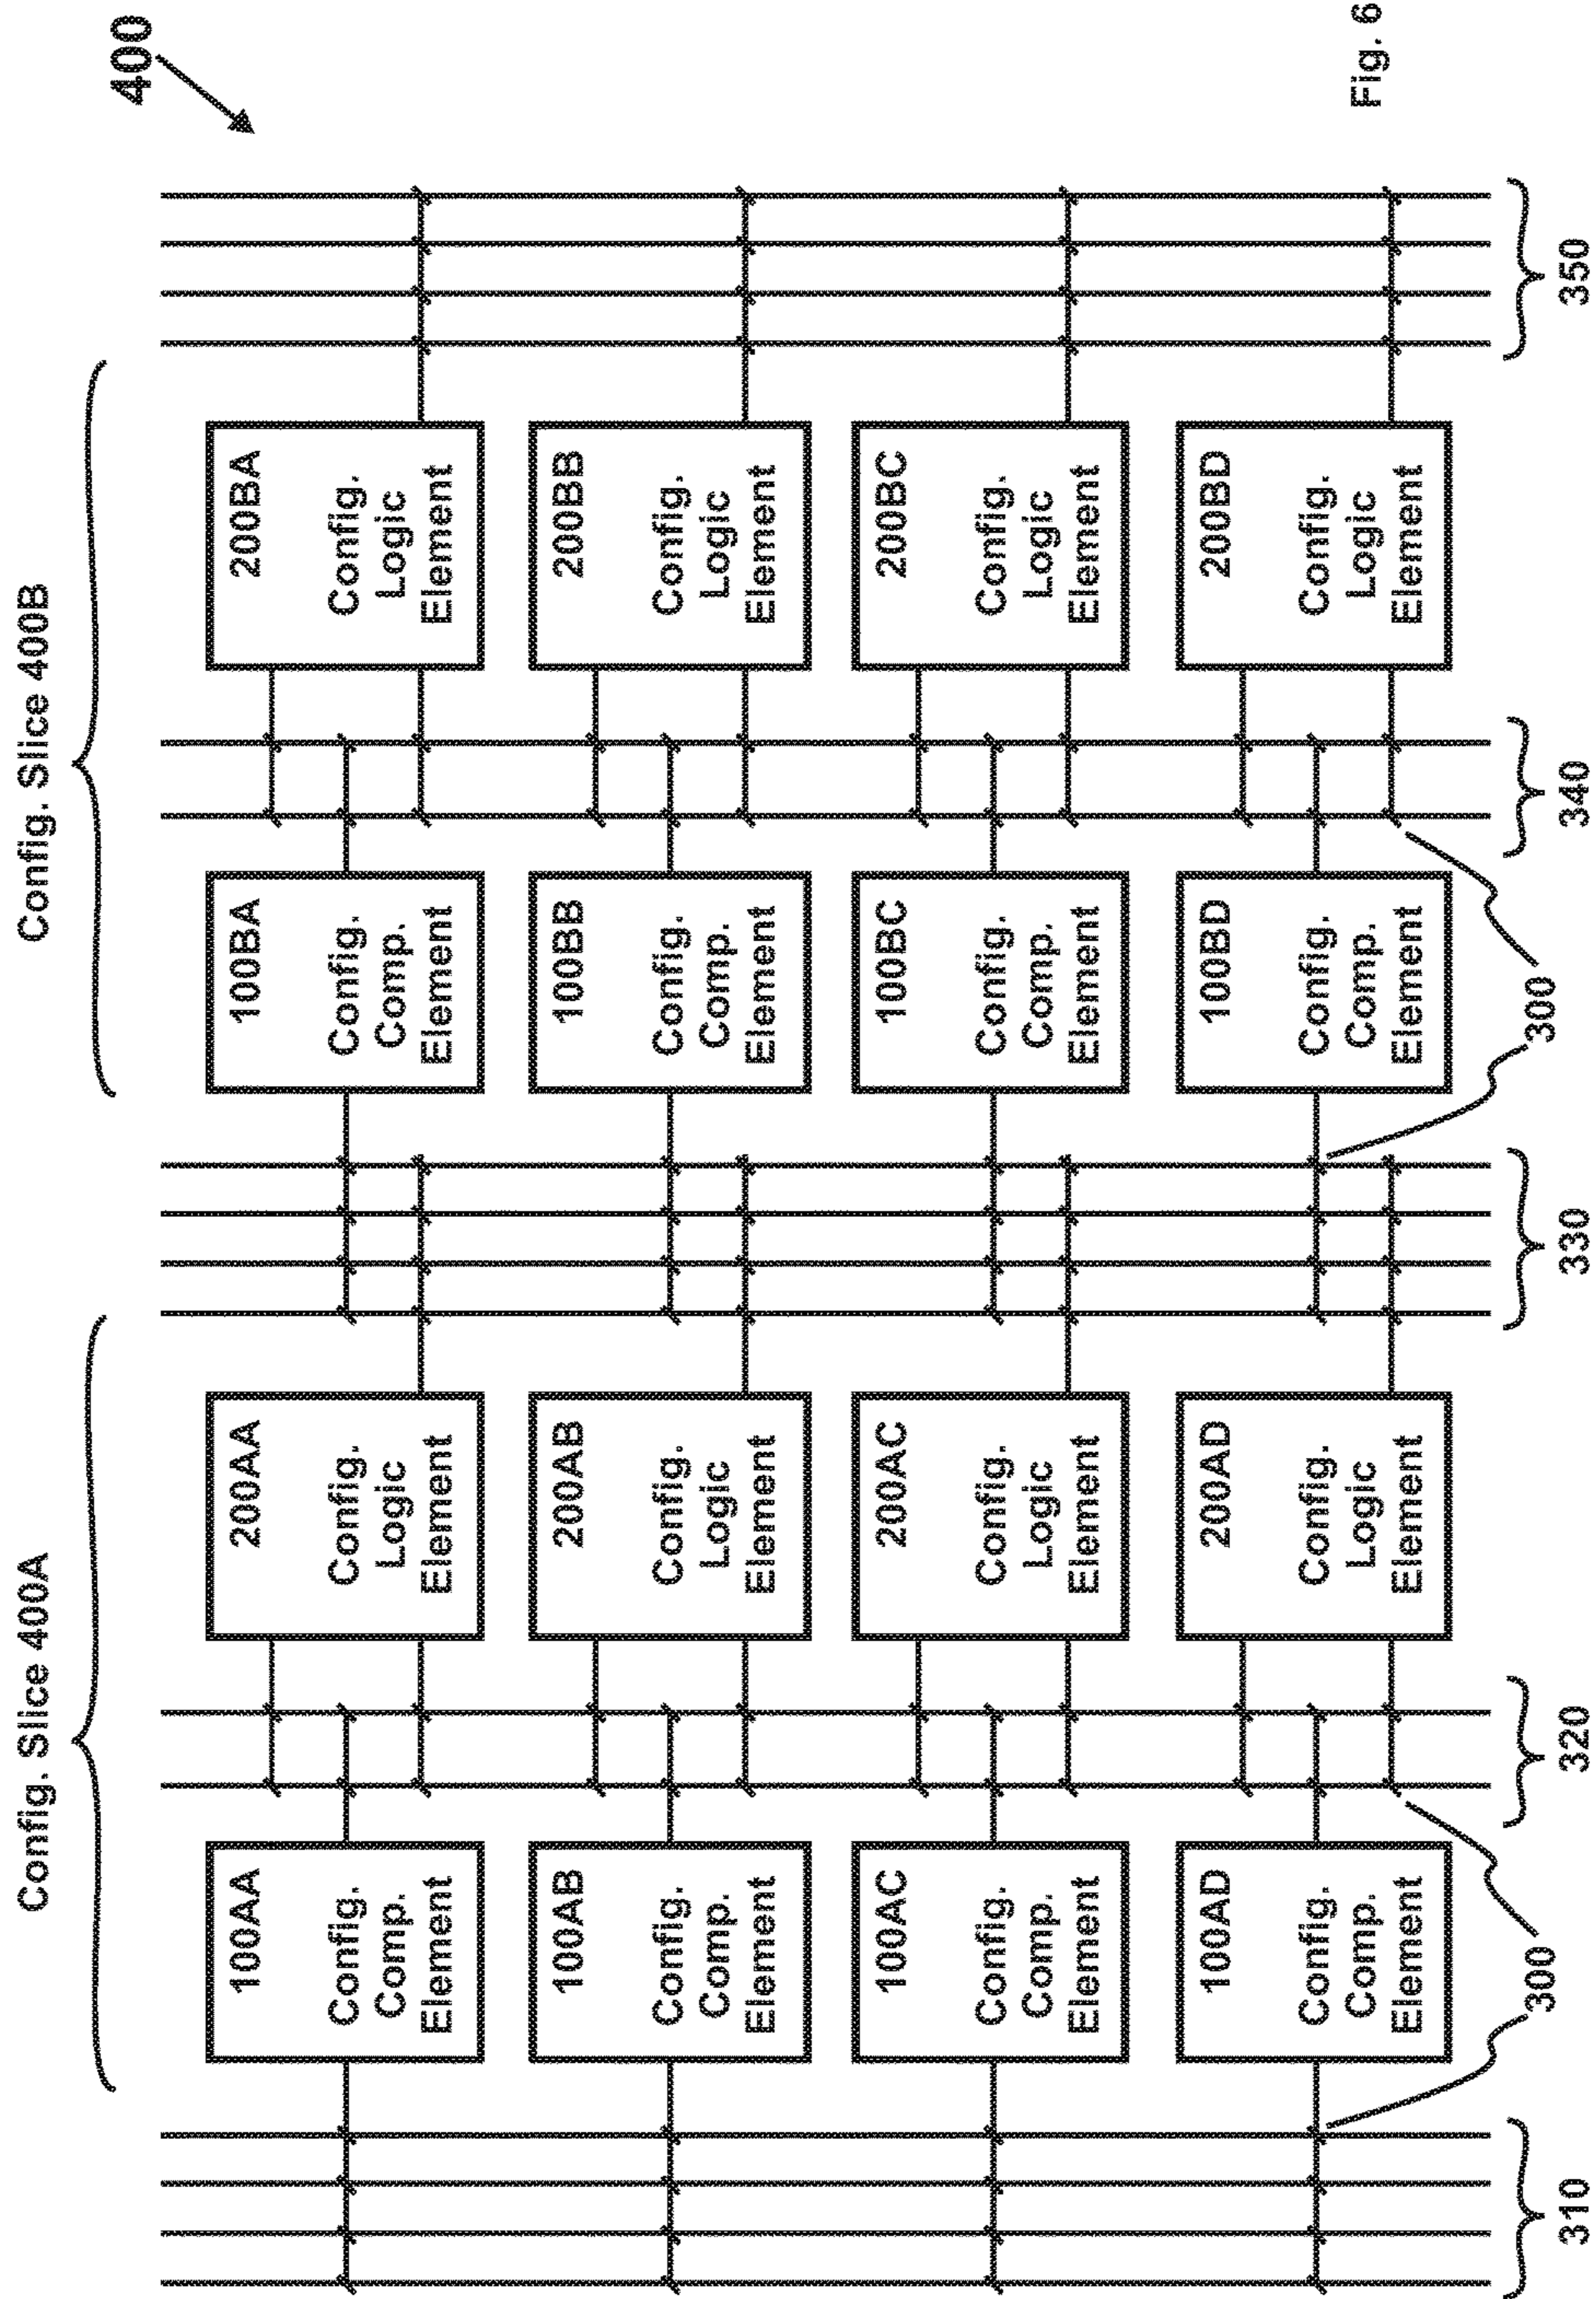 400
Config. Slice 400A
Config. Slice 400B
100AA
Config.
Comp.
Element
200AA
Config.
Logic
Element
100BA
Config.
Comp.
Element
200BA
Config.
Logic
Element
100AB
Config.
Comp.
Element
200AB
Config.
Logic
Element
100BB
Config.
Comp.
Element
200BB
Config.
Logic
Element
100AC
Config.
Comp.
Element
200AC
Config.
Logic
Element
100BC
Config.
Comp.
Element
200BC
Config.
Logic
Element
100AD
Config.
Comp.
Element
200AD
Config.
Logic
Element
100BD
Config.
Comp.
Element
200BD
Config.
Logic
Element
300
300
310
320
330
340
350
Fig. 6